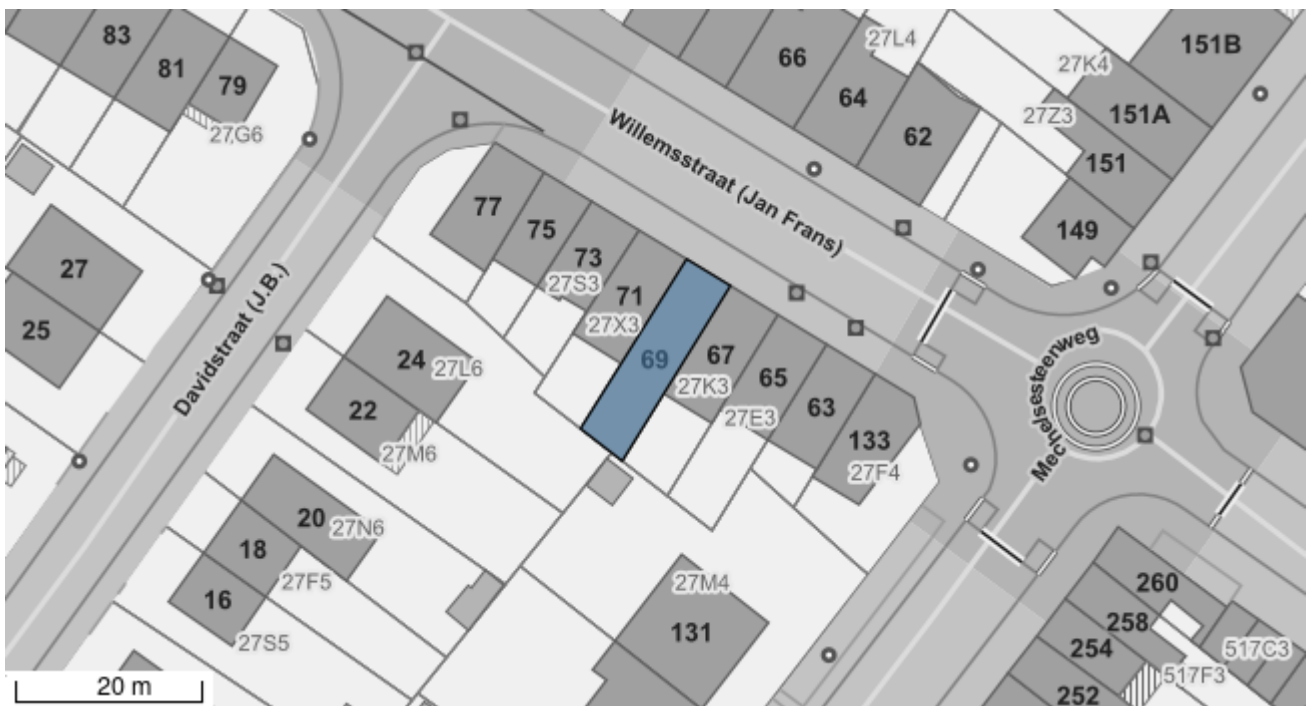 83
81
79
27G6
66
27L4
64
62
27K4
27Z3
151B
151A
151
149
Willemsstraat (Jan Frans)
77
75
73
27S3
71
27X3
69
67
27K3
65
27E3
63
133
27F4
27
25
Davidstraat (J.B.)
24
27L6
22
27M6
20
27N6
18
27F5
16
27S5
27M4
131
Mechelsesteenweg
260
258
254
252
517C3
517F3
20 m